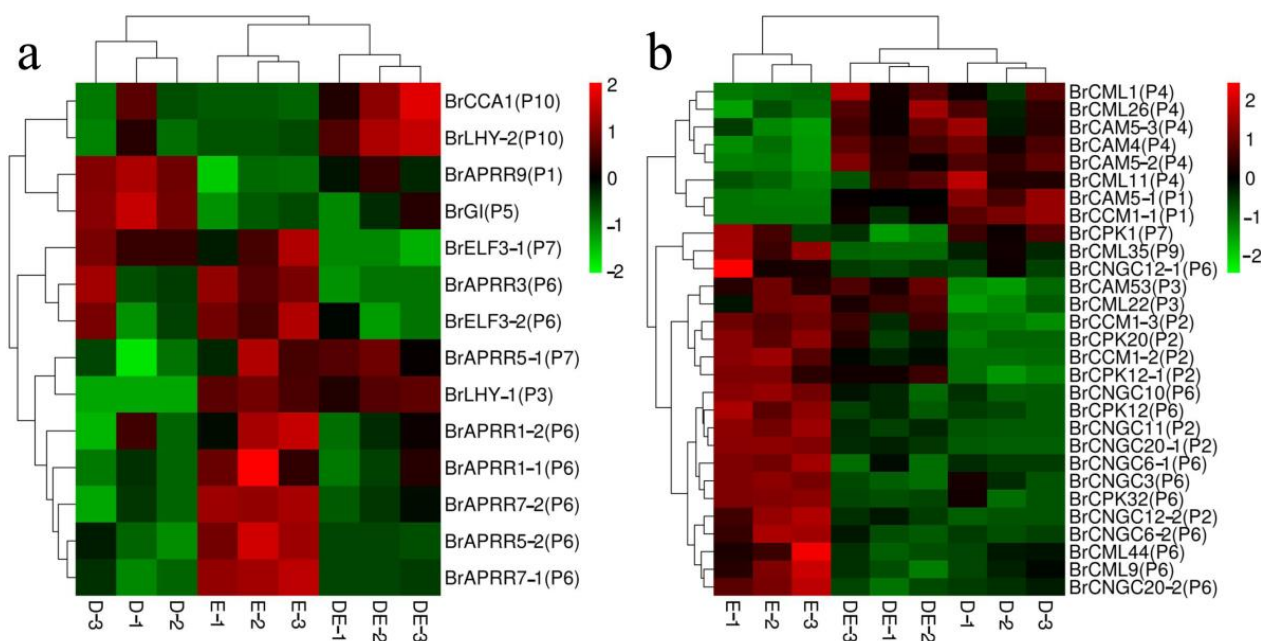 a
BrCCA1(P10)
BrLHY-2(P10)
BrAPRR9(P1)
BrGI(P5)
BrELF3-1(P7)
BrAPRR3(P6)
BrELF3-2(P6)
BrAPRR5-1(P7)
BrLHY-1(P3)
BrAPRR1-2(P6)
BrAPRR1-1(P6)
BrAPRR7-2(P6)
BrAPRR5-2(P6)
BrAPRR7-1(P6)
2
1
0
-1
-2
D-3 D-1 D-2 E-1 E-2 E-3 DE-1 DE-2 DE-3
b
BrCML1(P4)
BrCML26(P4)
BrCAM5-3(P4)
BrCAM4(P4)
BrCAM5-2(P4)
BrCML11(P4)
BrCAM5-1(P1)
BrCCM1-1(P1)
BrCPK1(P7)
BrCML35(P9)
BrCNGC12-1(P6)
BrCAM53(P3)
BrCML22(P3)
BrCCM1-3(P2)
BrCPK20(P2)
BrCCM1-2(P2)
BrCPK12-1(P2)
BrCNGC10(P6)
BrCPK12(P6)
BrCNGC11(P2)
BrCNGC20-1(P2)
BrCNGC6-1(P6)
BrCNGC3(P6)
BrCPK32(P6)
BrCNGC12-2(P2)
BrCNGC6-2(P6)
BrCML44(P6)
BrCML9(P6)
BrCNGC20-2(P6)
2
1
0
-1
-2
E-1 E-2 E-3 DE-3 DE-1 DE-2 D-1 D-2 D-3